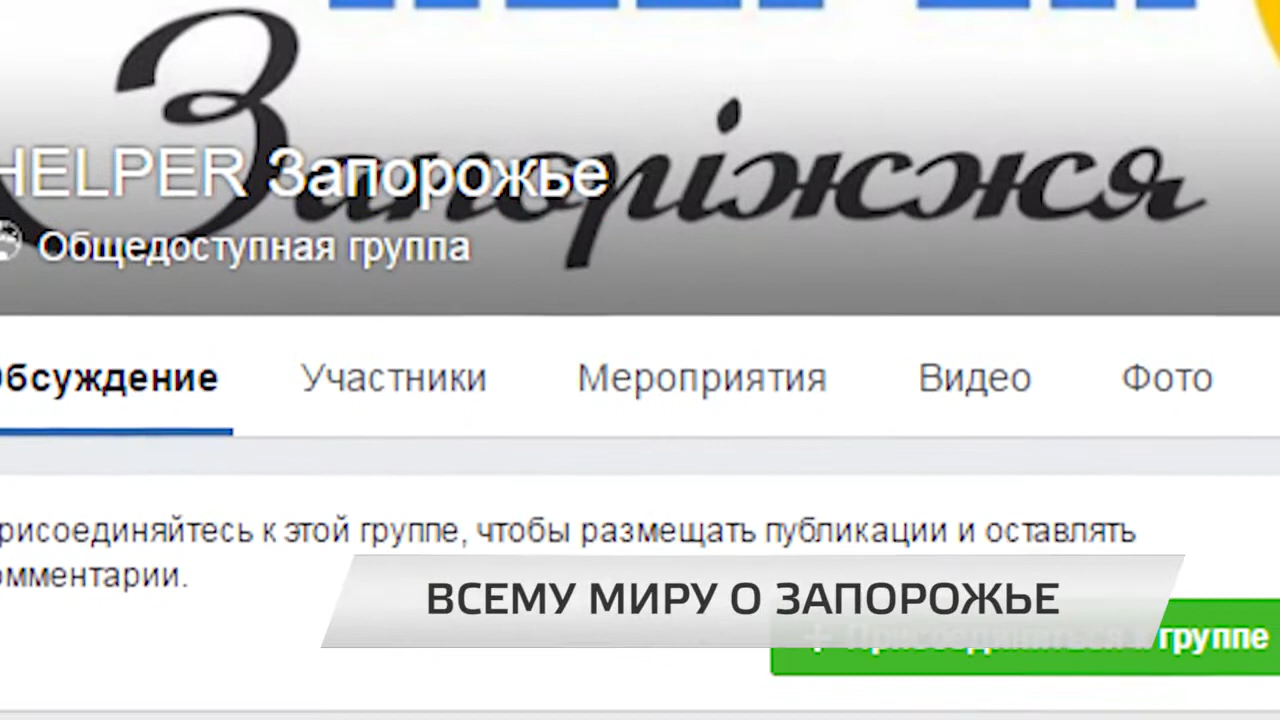 Запоріжжя
HELPER Запорожье
Общедоступная группа
Обсуждение Участники Мероприятия Видео Фото
рисоединяйтесь к этой группе, чтобы размещать публикации и оставлять
омментарии.
ВСЕМУ МИРУ О ЗАПОРОЖЬЕ
+ Присоединиться к группе